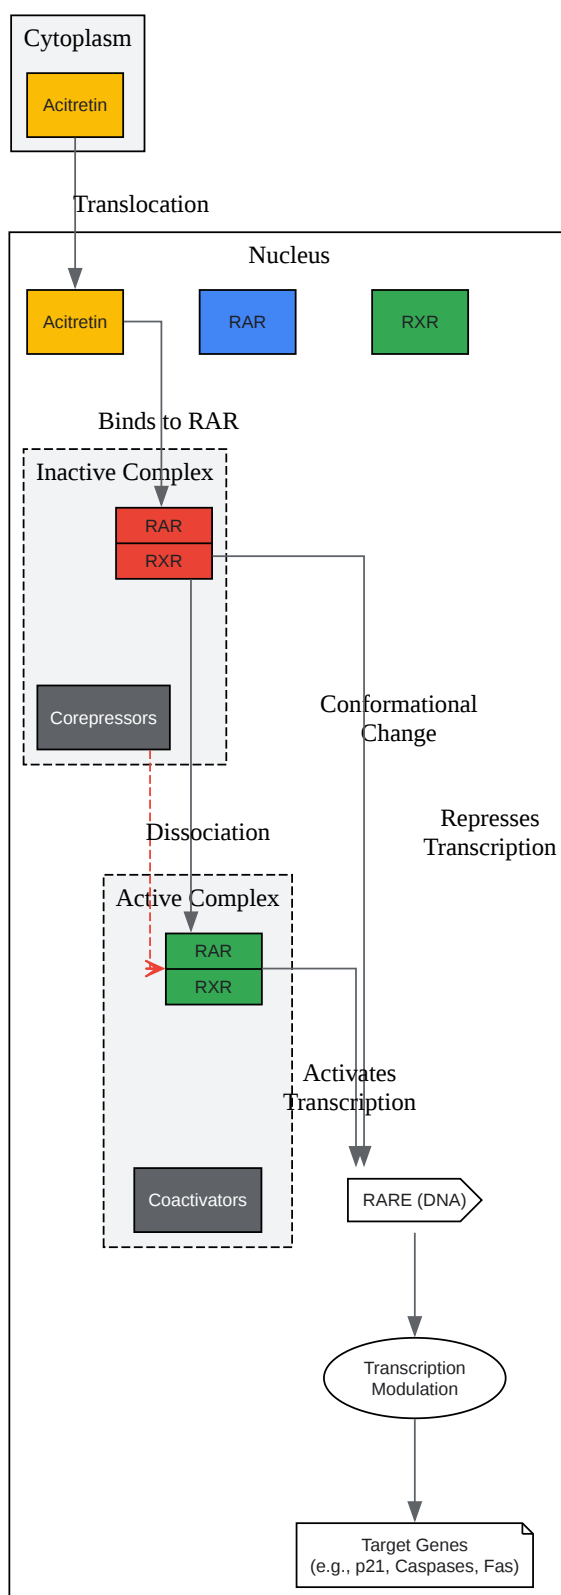 Cytoplasm
Acitretin
Translocation
Nucleus
Acitretin
RAR
RXR
Binds to RAR
Inactive Complex
RAR
RXR
Corepressors
Conformational
Change
Represses
Transcription
Dissociation
Active Complex
RAR
RXR
Activates
Transcription
Coactivators
RARE (DNA)
Transcription
Modulation
Target Genes
(e.g., p21, Caspases, Fas)